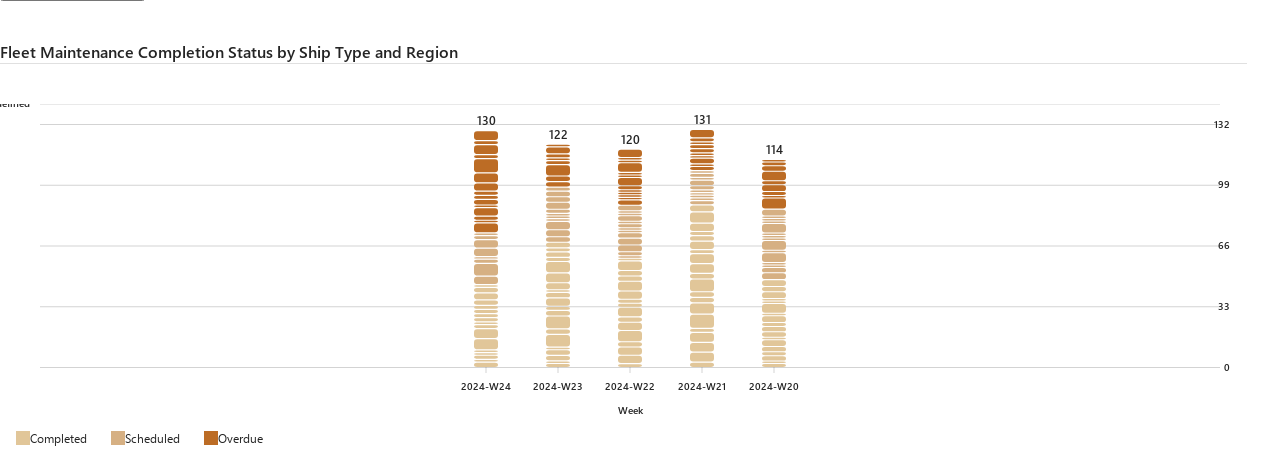 Fleet Maintenance Completion Status by Ship Type and Region
130
122
120
131
114
132
99
66
33
0
2024-W24
2024-W23
2024-W22
2024-W21
2024-W20
Week
Completed
Scheduled
Overdue